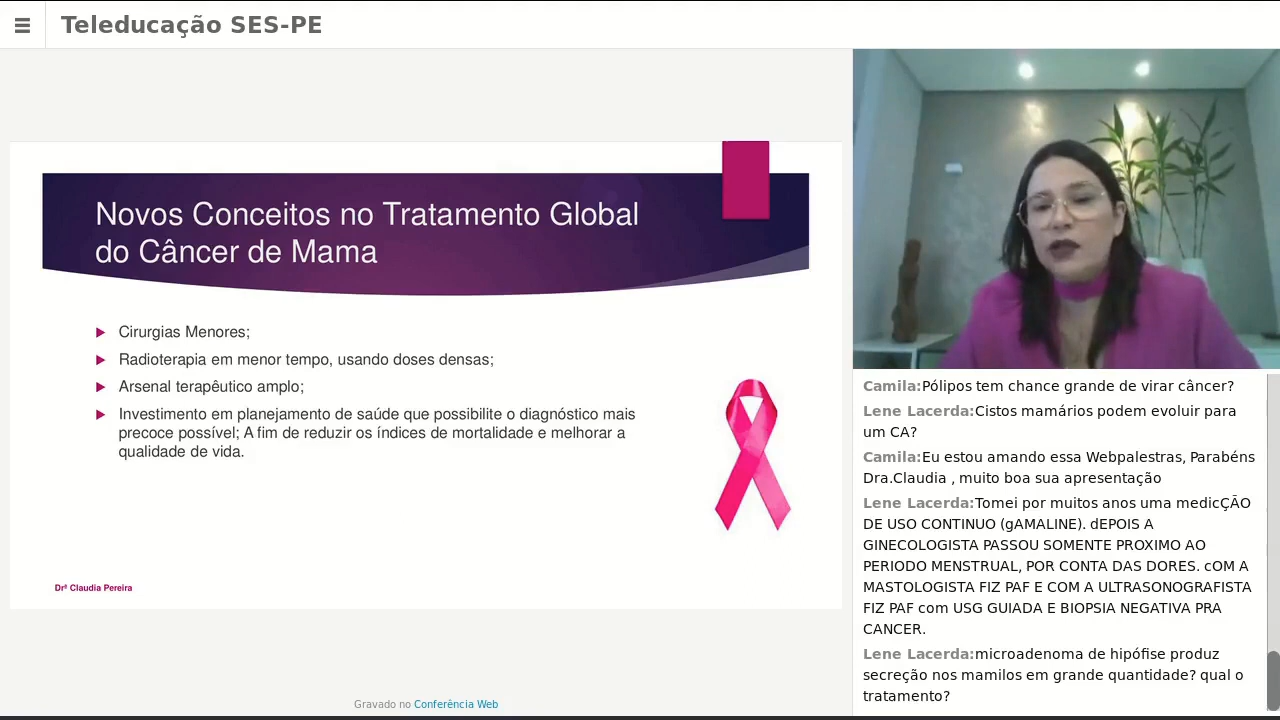 Teleducação SES-PE
Novos Conceitos no Tratamento Global
do Câncer de Mama
Cirurgias Menores;
Radioterapia em menor tempo, usando doses densas;
Arsenal terapêutico amplo;
Investimento em planejamento de saúde que possibilite o diagnóstico mais
precoce possível; A fim de reduzir os índices de mortalidade e melhorar a
qualidade de vida.
Drª Claudia Pereira
Gravado no Conferência Web
Camila:Pólipos tem chance grande de virar câncer?
Lene Lacerda:Cistos mamários podem evoluir para
um CA?
Camila:Eu estou amando essa Webpalestras, Parabéns
Dra.Claudia , muito boa sua apresentação
Lene Lacerda:Tomei por muitos anos uma medicÇÃO
DE USO CONTINUO (gAMALINE). dEPOIS A
GINECOLOGISTA PASSOU SOMENTE PROXIMO AO
PERIODO MENSTRUAL, POR CONTA DAS DORES. cOM A
MASTOLOGISTA FIZ PAF E COM A ULTRASONOGRAFISTA
FIZ PAF com USG GUIADA E BIOPSIA NEGATIVA PRA
CANCER.
Lene Lacerda:microadenoma de hipófise produz
secreção nos mamilos em grande quantidade? qual o
tratamento?